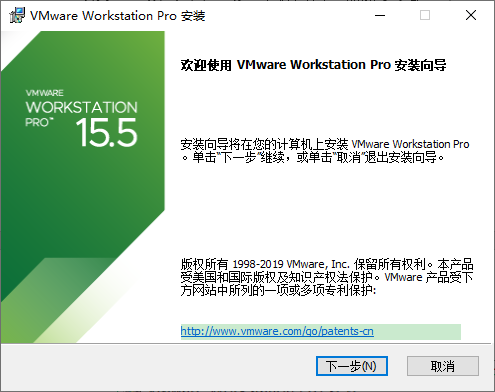 VMware Workstation Pro 安装
VMWARE
WORKSTATION
PRO™
15.5
欢迎使用 VMware Workstation Pro 安装向导
安装向导将在您的计算机上安装 VMware Workstation Pro
。单击“下一步”继续，或单击“取消”退出安装向导。
版权所有 1998-2019 VMware, Inc. 保留所有权利。本产品
受美国和国际版权及知识产权法保护。VMware 产品受下
方网站中所列的一项或多项专利保护:
http://www.vmware.com/go/patents-cn
下一步(N)
取消